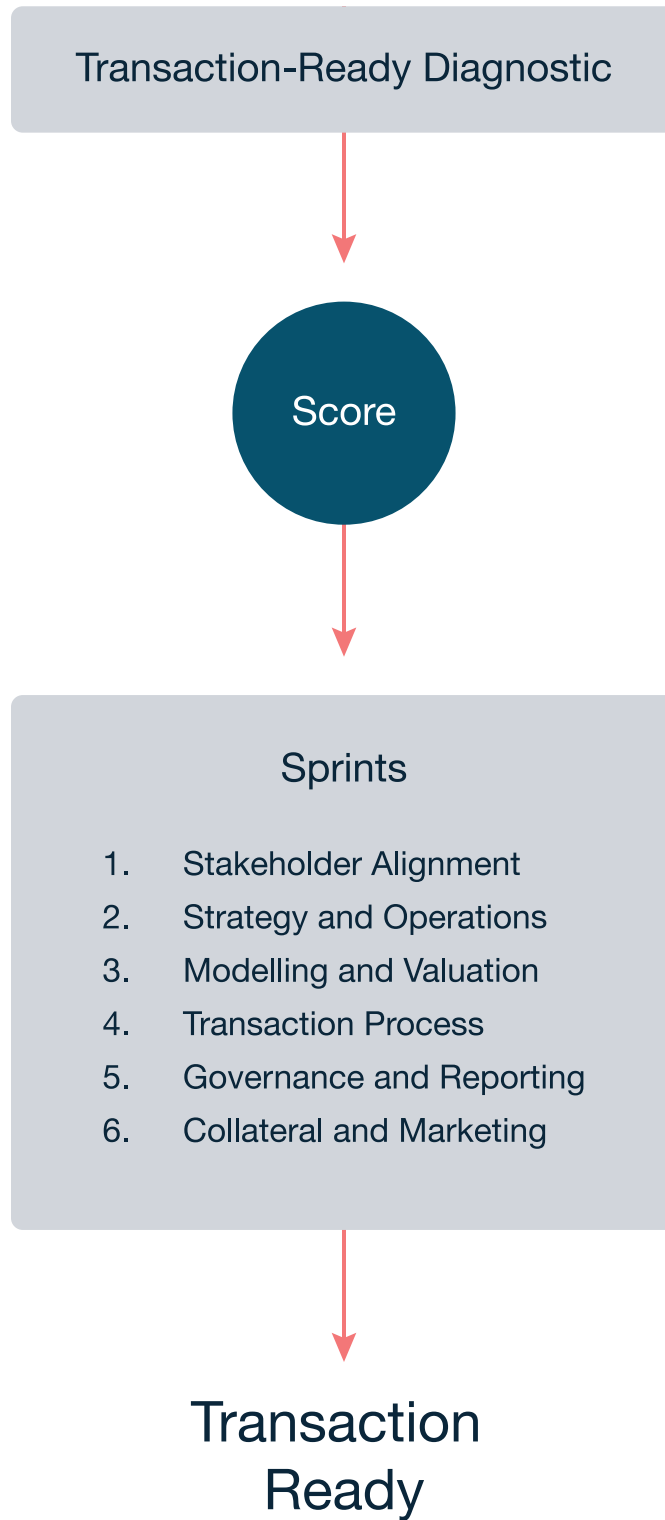 Transaction-Ready Diagnostic
Score
Sprints
1. Stakeholder Alignment
2. Strategy and Operations
3. Modelling and Valuation
4. Transaction Process
5. Governance and Reporting
6. Collateral and Marketing
Transaction
Ready